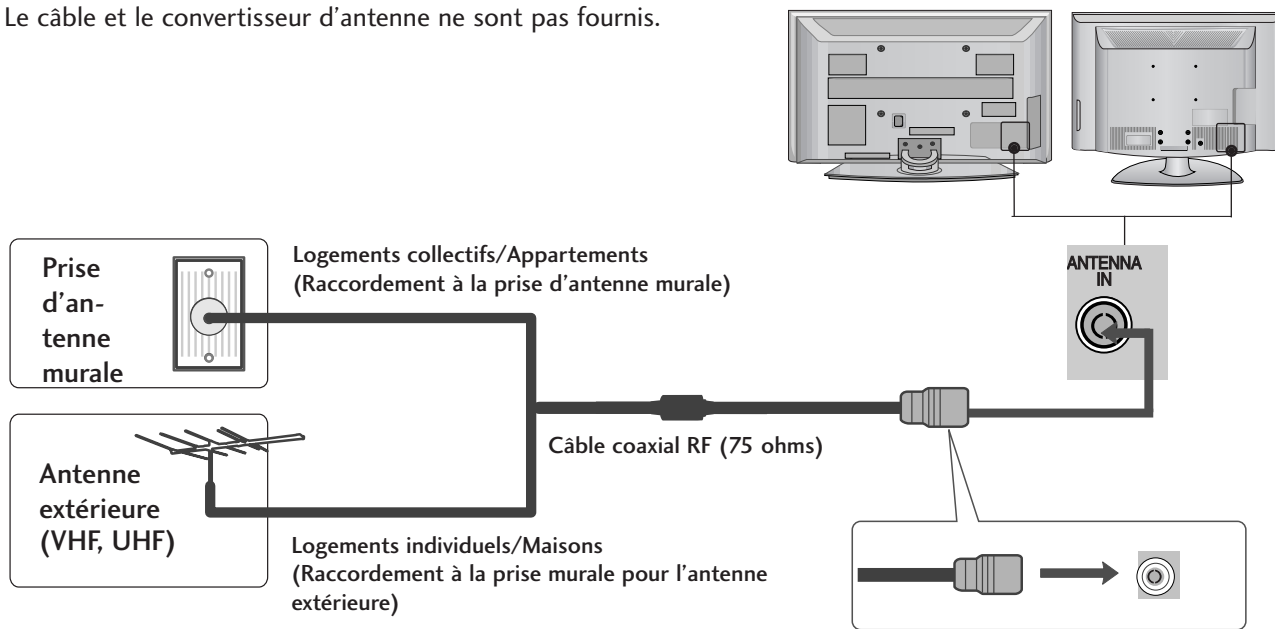 Le câble et le convertisseur d'antenne ne sont pas fournis.
Prise
d'an-
tenne
murale
Logements collectifs/Appartements
(Raccordement à la prise d'antenne murale)
ANTENNA
IN
Câble coaxial RF (75 ohms)
Antenne
extérieure
(VHF, UHF)
Logements individuels/Maisons
(Raccordement à la prise murale pour l'antenne
extérieure)